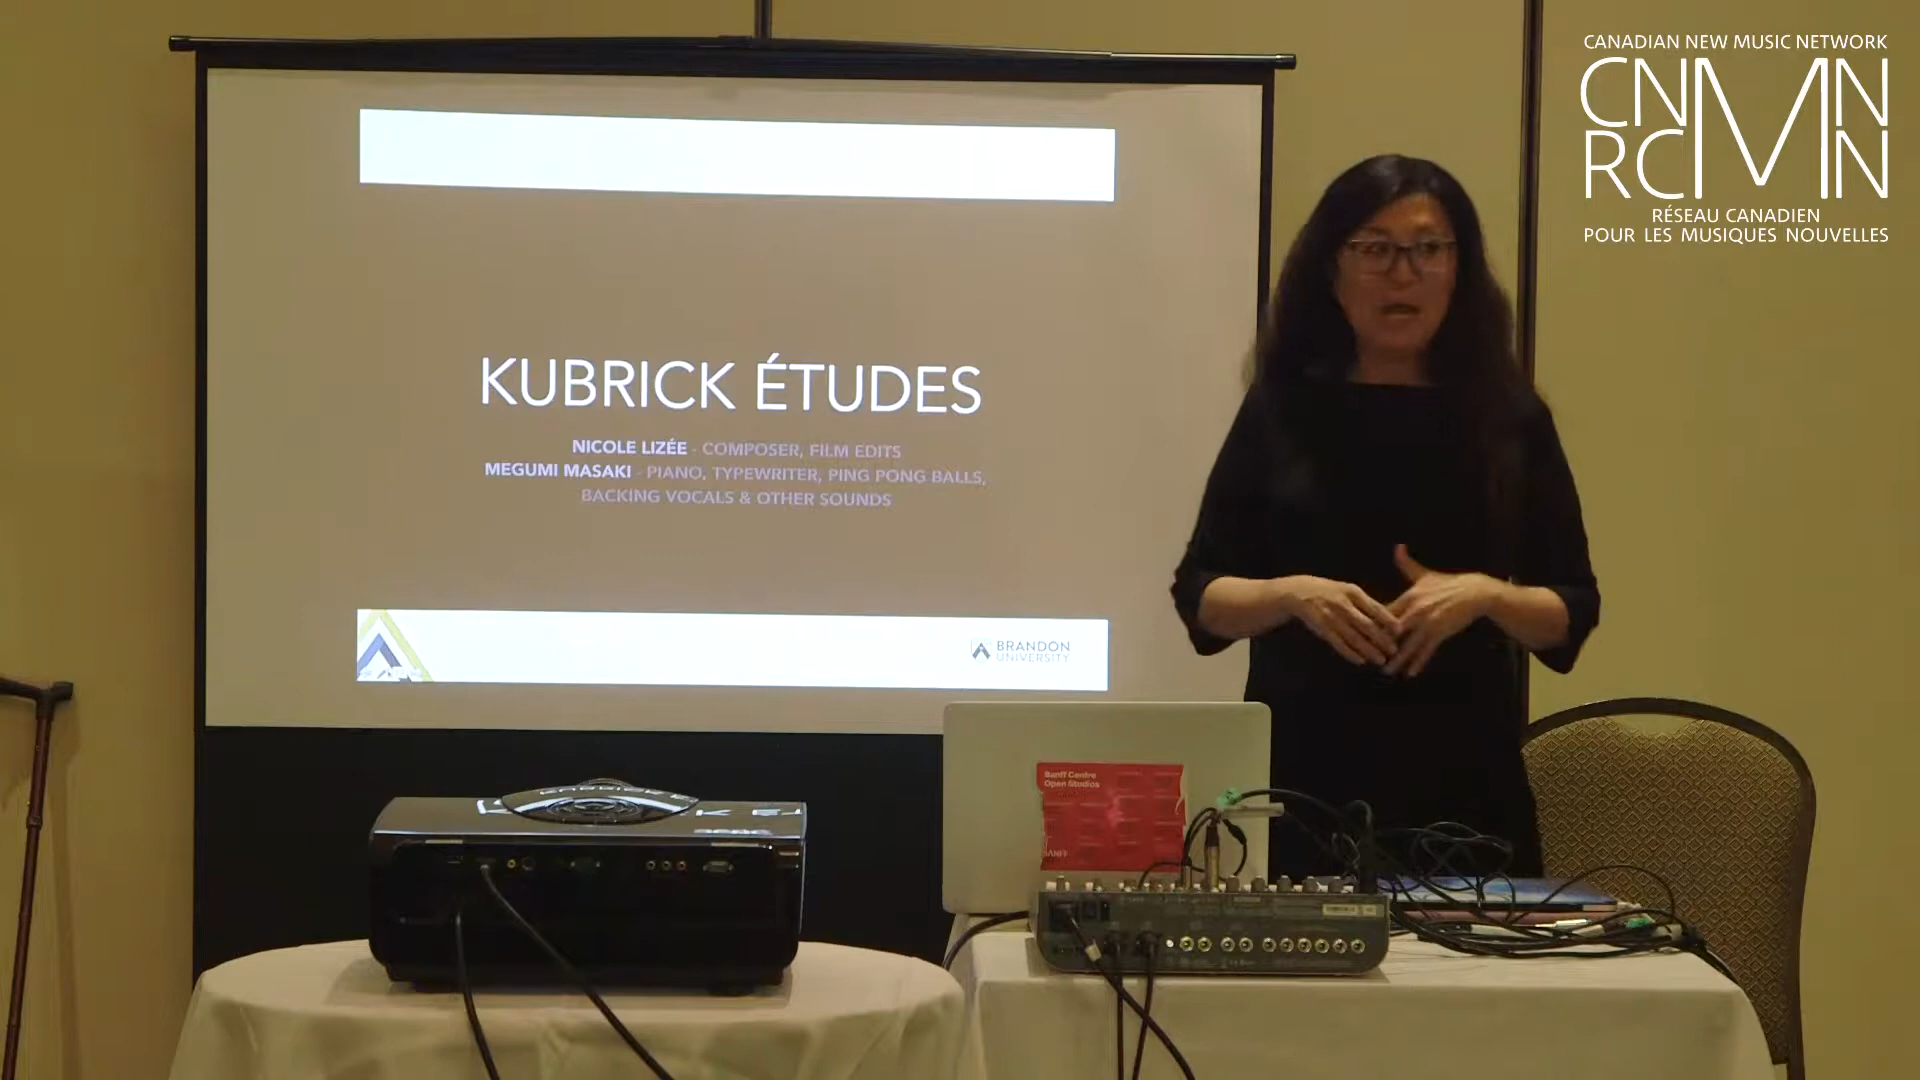 CANADIAN NEW MUSIC NETWORK
CNMN
RCMN
RÉSEAU CANADIEN
POUR LES MUSIQUES NOUVELLES
KUBRICK ÉTUDES
NICOLE LIZÉE - COMPOSER, FILM EDITS
MEGUMI MASAKI - PIANO, TYPEWRITER, PING PONG BALLS,
BACKING VOCALS & OTHER SOUNDS
BRANDON
UNIVERSITY
Banff Centre
Open Studios